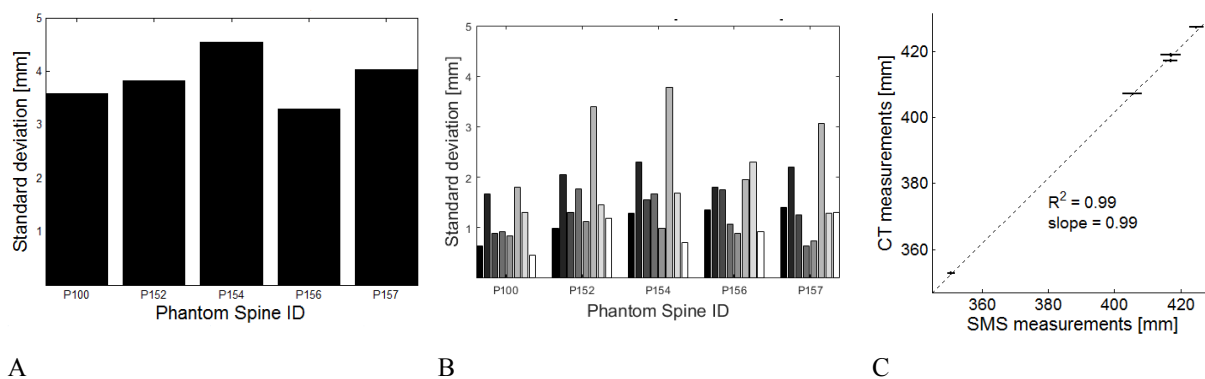 Standard deviation [mm]
5
4
3
2
1
P100 P152 P154 P156 P157
Phantom Spine ID
A
Standard deviation [mm]
5
4
3
2
1
P100 P152 P154 P156 P157
Phantom Spine ID
B
CT measurements [mm]
420
400
380
360
R² = 0.99
slope = 0.99
360 380 400 420
SMS measurements [mm]
C